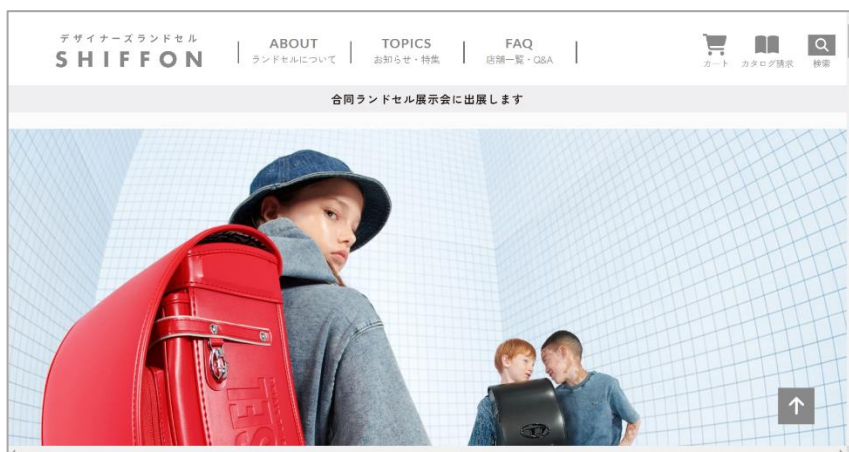 デザイナーズランドセル
SHIFFON
ABOUT
ランドセルについて
TOPICS
お知らせ・特集
FAQ
店舗一覧・Q&A
カート
カタログ請求
検索
合同ランドセル展示会に出展します